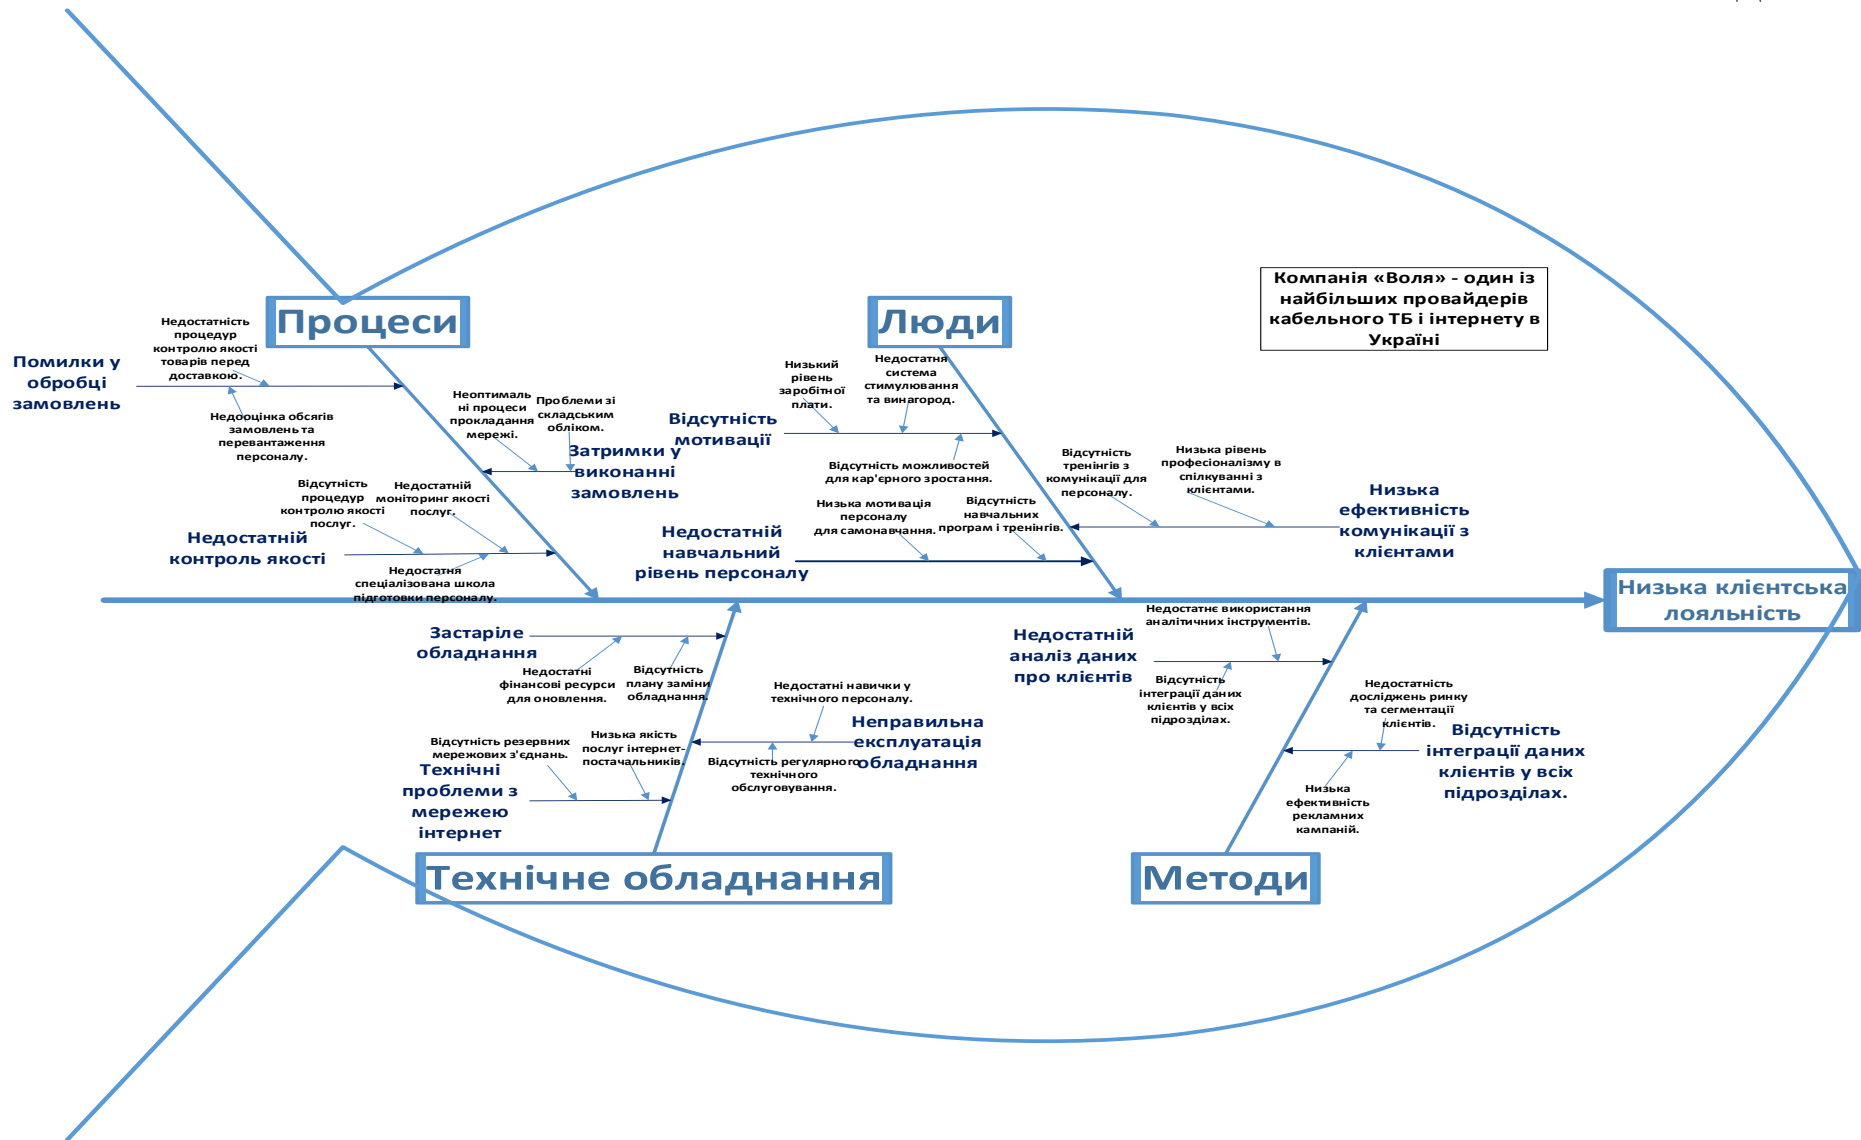 Процеси
Недостатність
процедур
контролю якості
товарів перед
доставкою.
Помилки у
обробці
замовлень
Недооцінка обсягів
замовлень та
перевантаження
персоналу.
Неоптималь
ні процеси
прокладання
мережі.
Проблеми зі
складським
обліком.
Затримки у
виконанні
замовлень
Відсутність
процедур
контролю якості
послуг.
Недостатній
моніторинг якості
послуг.
Недостатній
контроль якості
Недостатня
спеціалізована школа
підготовки персоналу.
Люди
Низький
рівень
заробітної
плати.
Недостатня
система
стимулювання
та винагород.
Відсутність
мотивації
Відсутність можливостей
для кар'єрного зростання.
Відсутність
тренінгів з
комунікації для
персоналу.
Низька рівень
професіоналізму в
спілкуванні з
клієнтами.
Низька
ефективність
комунікації з
клієнтами
Низька мотивація
персоналу
для самонавчання.
Відсутність
навчальних
програм і тренінгів.
Недостатній
навчальний
рівень персоналу
Компанія «Воля» - один із
найбільших провайдерів
кабельного ТБ і інтернету в
Україні
Низька клієнтська
лояльність
Застаріле
обладнання
Недостатні
фінансові ресурси
для оновлення.
Відсутність
плану заміни
обладнання.
Недостатні навички у
технічного персоналу.
Неправильна
експлуатація
обладнання
Відсутність регулярного
технічного
обслуговування.
Відсутність резервних
мережових з'єднань.
Низька якість
послуг інтернет-
постачальників.
Технічні
проблеми з
мережею
інтернет
Технічне обладнання
Недостатнє використання
аналітичних інструментів.
Недостатній
аналіз даних
про клієнтів
Відсутність
інтеграції даних
клієнтів у всіх
підрозділах.
Недостатність
досліджень ринку
та сегментації
клієнтів.
Відсутність
інтеграції даних
клієнтів у всіх
підрозділах.
Низька
ефективність
рекламних
кампаній.
Методи